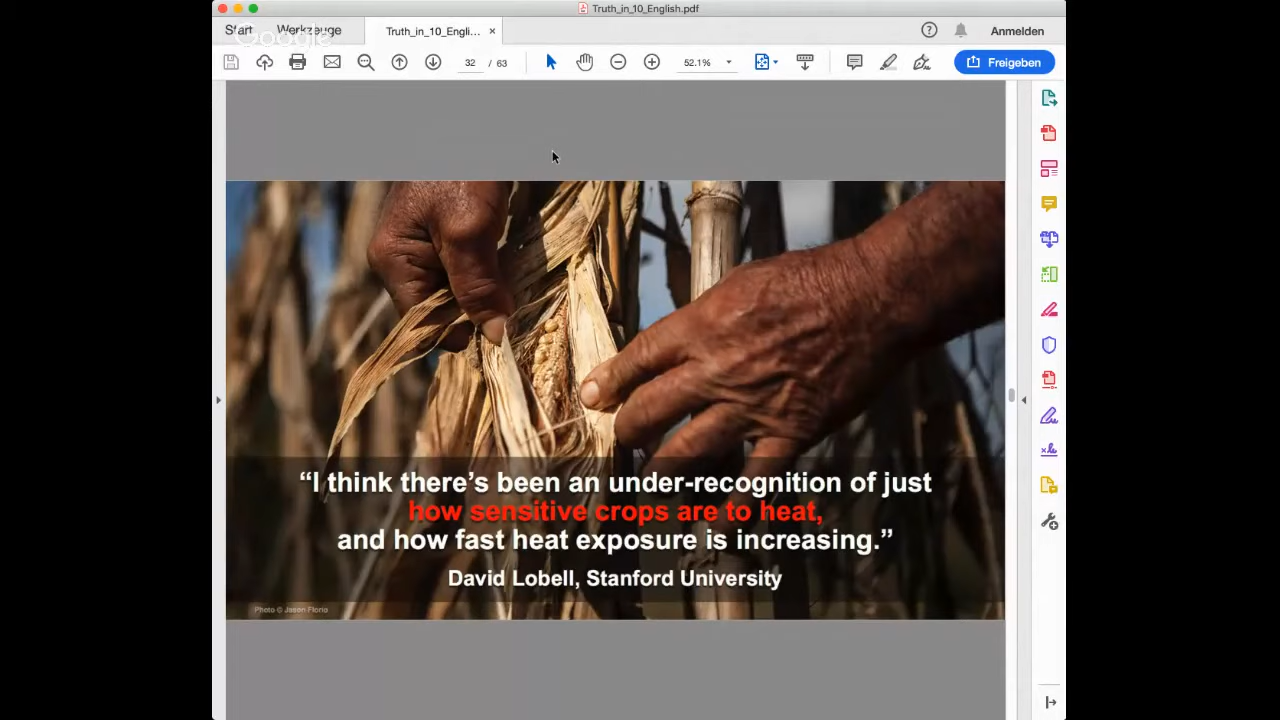 Truth_in_10_English.pdf
Start Werkzeuge Truth_in_10_Engli... × Anmelden
Google
32 / 63 52.1% Freigeben
“I think there’s been an under-recognition of just
how sensitive crops are to heat,
and how fast heat exposure is increasing.”
David Lobell, Stanford University
Photo © Jason Florio